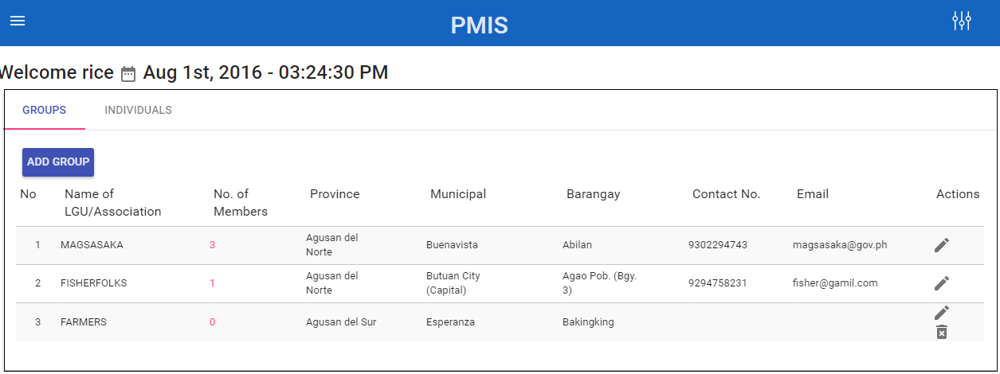 PMIS
Welcome rice Aug 1st, 2016 - 03:24:30 PM
GROUPS INDIVIDUALS
ADD GROUP
No Name of LGU/Association No. of Members Province Municipal Barangay Contact No. Email Actions
1 MAGSASAKA 3 Agusan del Norte Buenavista Abilan 9302294743 magsasaka@gov.ph
2 FISHERFOLKS 1 Agusan del Norte Butuan City (Capital) Agao Pob. (Bgy. 3) 9294758231 fisher@gamil.com
3 FARMERS 0 Agusan del Sur Esperanza Bakingking